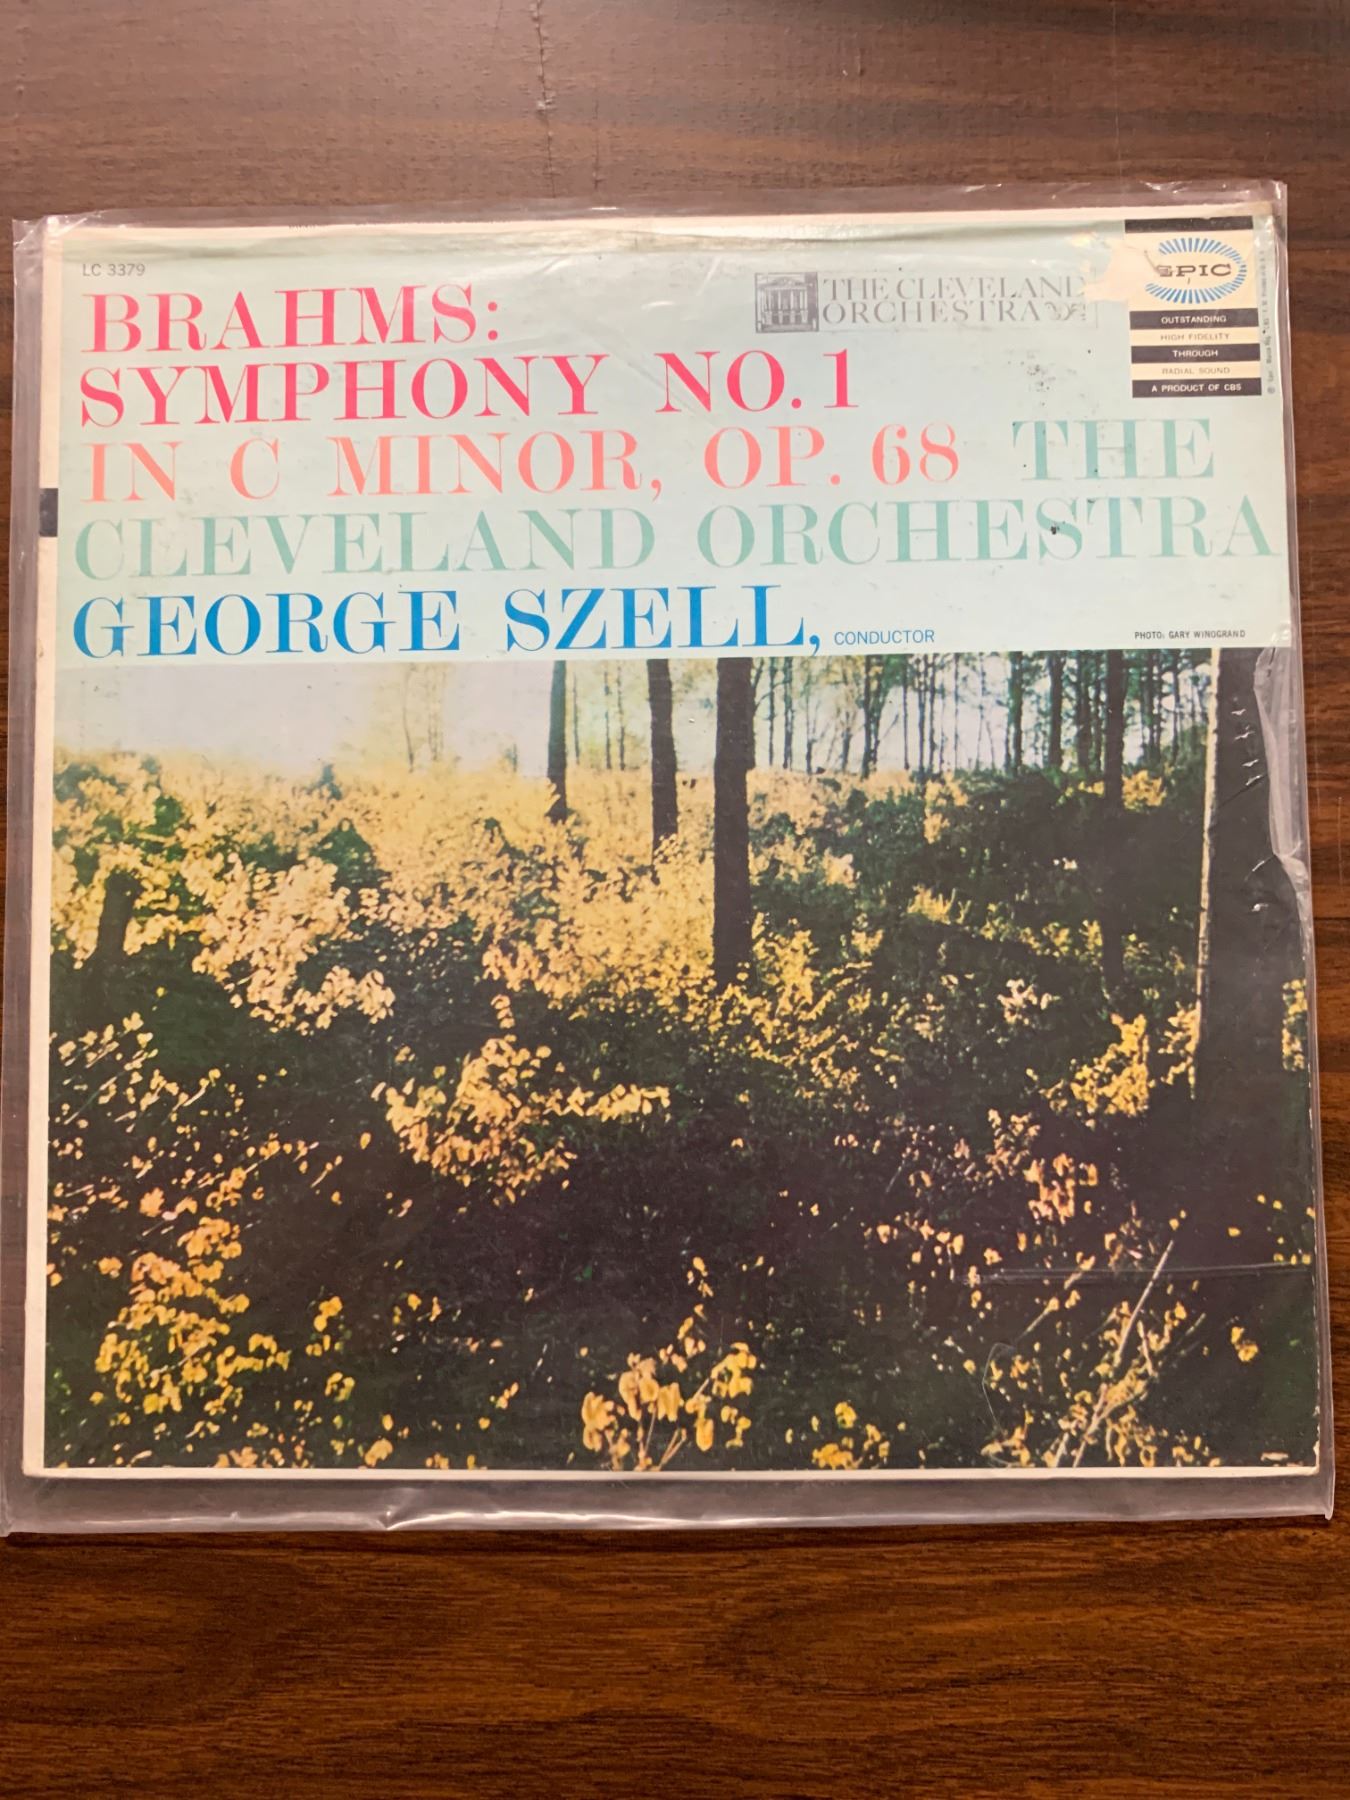 LC 3379
BRAHMS:
SYMPHONY NO. 1
IN C MINOR, OP. 68 THE
CLEVELAND ORCHESTRA
GEORGE SZELL, CONDUCTOR
THE CLEVELAND
ORCHESTRA
EPIC
OUTSTANDING
HIGH FIDELITY
THROUGH
RADIAL SOUND
A PRODUCT OF CBS
PHOTO: GARY WINOGRAND